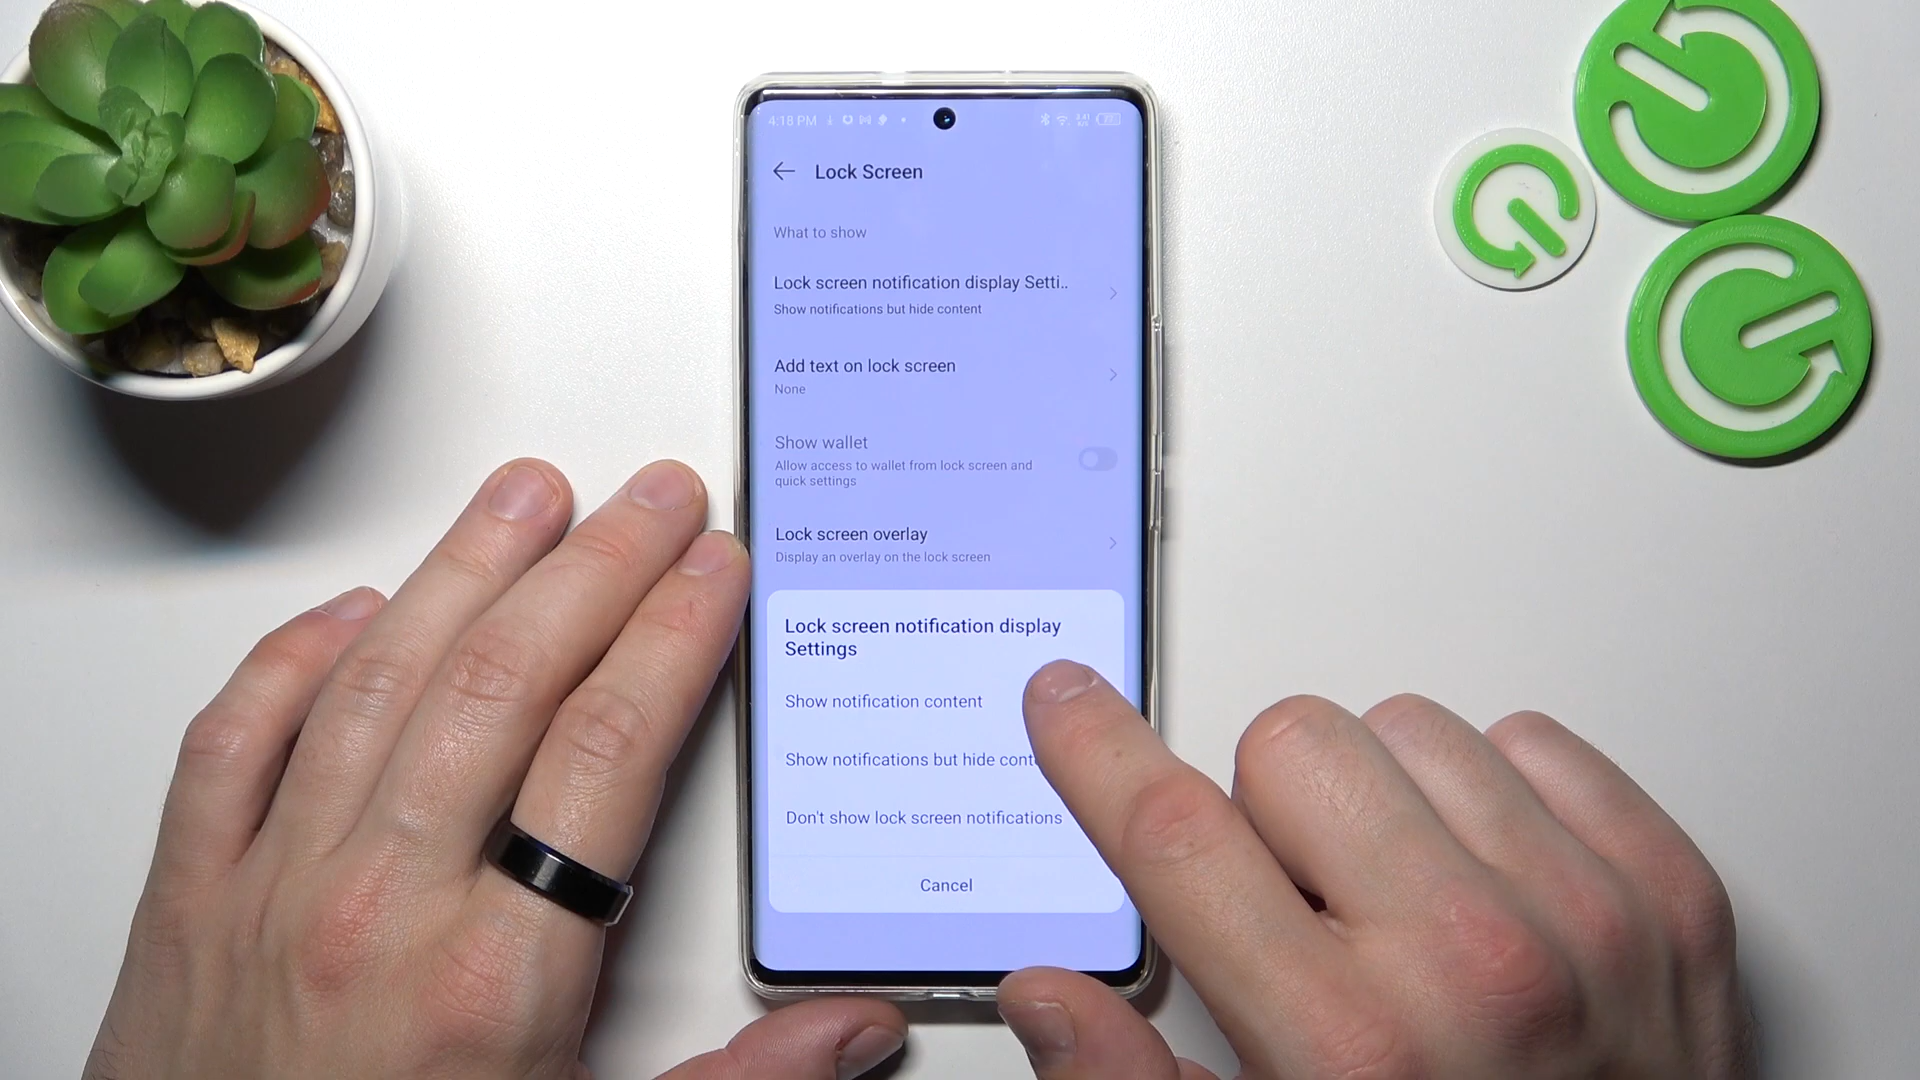 4:18 PM
Lock Screen
What to show
Lock screen notification display Setti..
Show notifications but hide content
Add text on lock screen
None
Show wallet
Allow access to wallet from lock screen and
quick settings
Lock screen overlay
Display an overlay on the lock screen
Lock screen notification display
Settings
Show notification content
Show notifications but hide
Don't show lock screen notifications
Cancel